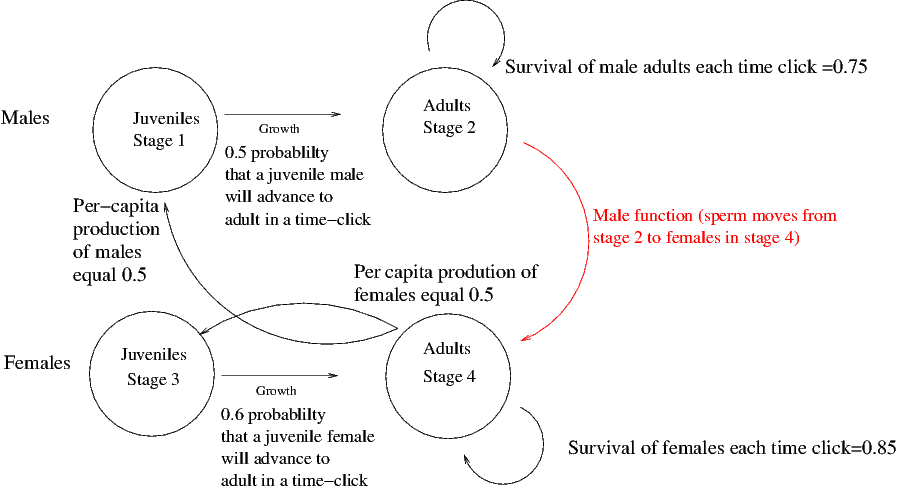 Survival of male adults each time click =0.75
Males
Juveniles
Stage 1
Adults
Stage 2
Growth
0.5 probablilty
that a juvenile male
will advance to
adult in a time−click
Per−capita
production
of males
equal 0.5
Male function (sperm moves from
stage 2 to females in stage 4)
Per capita prodution of
females equal 0.5
Females
Juveniles
Stage 3
Adults
Stage 4
Growth
0.6 probablilty
that a juvenile female
will advance to
adult in a time−click
Survival of females each time click=0.85